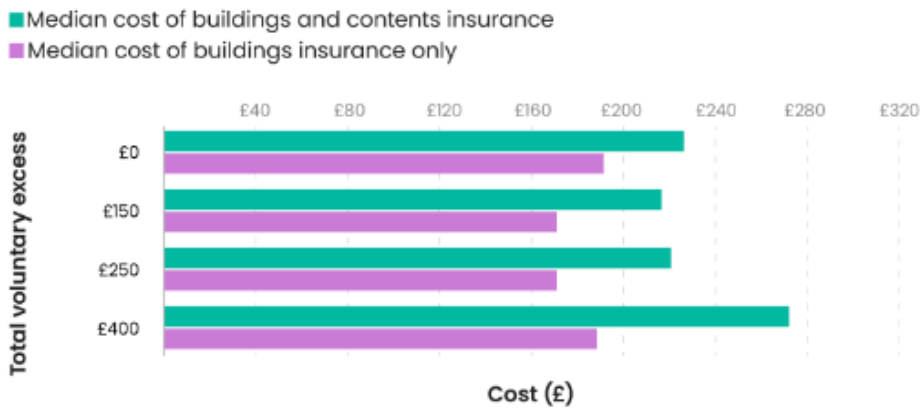 Median cost of buildings and contents insurance
Median cost of buildings insurance only
£40 £80 £120 £160 £200 £240 £280 £320
Total voluntary excess
£0
£150
£250
£400
Cost (£)